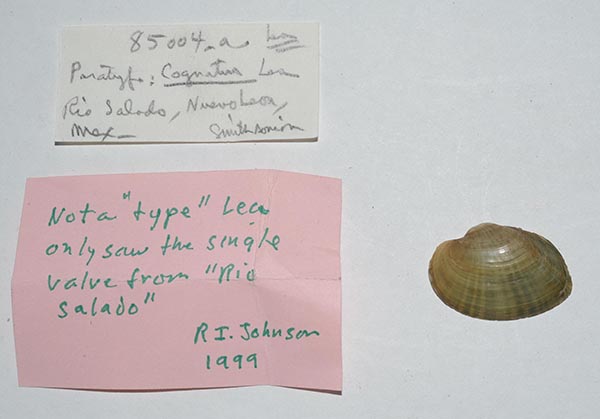 85004.a Lea
Paratype: Cognatus Lea
Rio Salado, Nuevo Leon,
Mex— Smithsonian
Not a "type" Lea
only saw the single
valve from "Rio
Salado"
R I. Johnson
1999